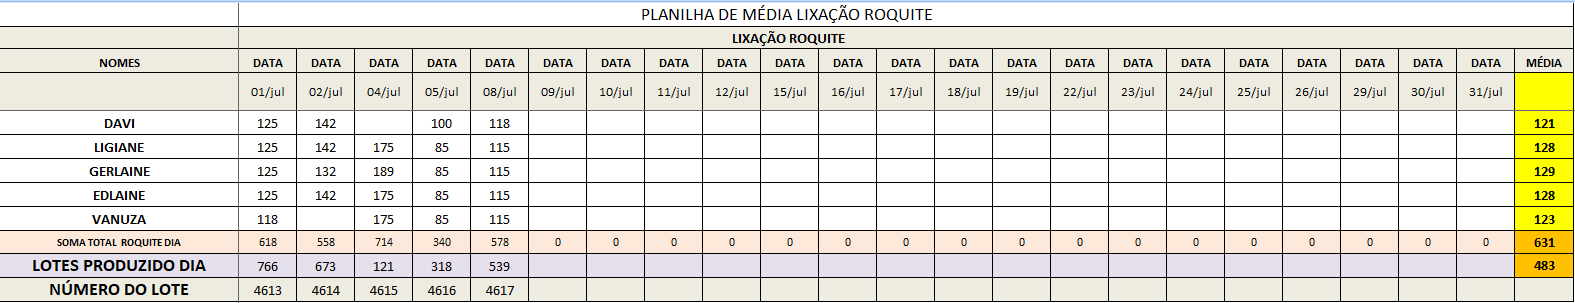 PLANILHA DE MÉDIA LIXAÇÃO ROQUITE
LIXAÇÃO ROQUITE
NOMES DATA DATA DATA DATA DATA DATA DATA DATA DATA DATA DATA DATA DATA DATA DATA DATA DATA DATA DATA DATA DATA DATA MÉDIA
01/jul 02/jul 04/jul 05/jul 08/jul 09/jul 10/jul 11/jul 12/jul 15/jul 16/jul 17/jul 18/jul 19/jul 22/jul 23/jul 24/jul 25/jul 26/jul 29/jul 30/jul 31/jul
DAVI 125 142 100 118 121
LIGIANE 125 142 175 85 115 128
GERLAINE 125 132 189 85 115 129
EDLAINE 125 142 175 85 115 128
VANUZA 118 175 85 115 123
SOMA TOTAL ROQUITE DIA 618 558 714 340 578 0 0 0 0 0 0 0 0 0 0 0 0 0 0 0 0 0 631
LOTES PRODUZIDO DIA 766 673 121 318 539 483
NÚMERO DO LOTE 4613 4614 4615 4616 4617